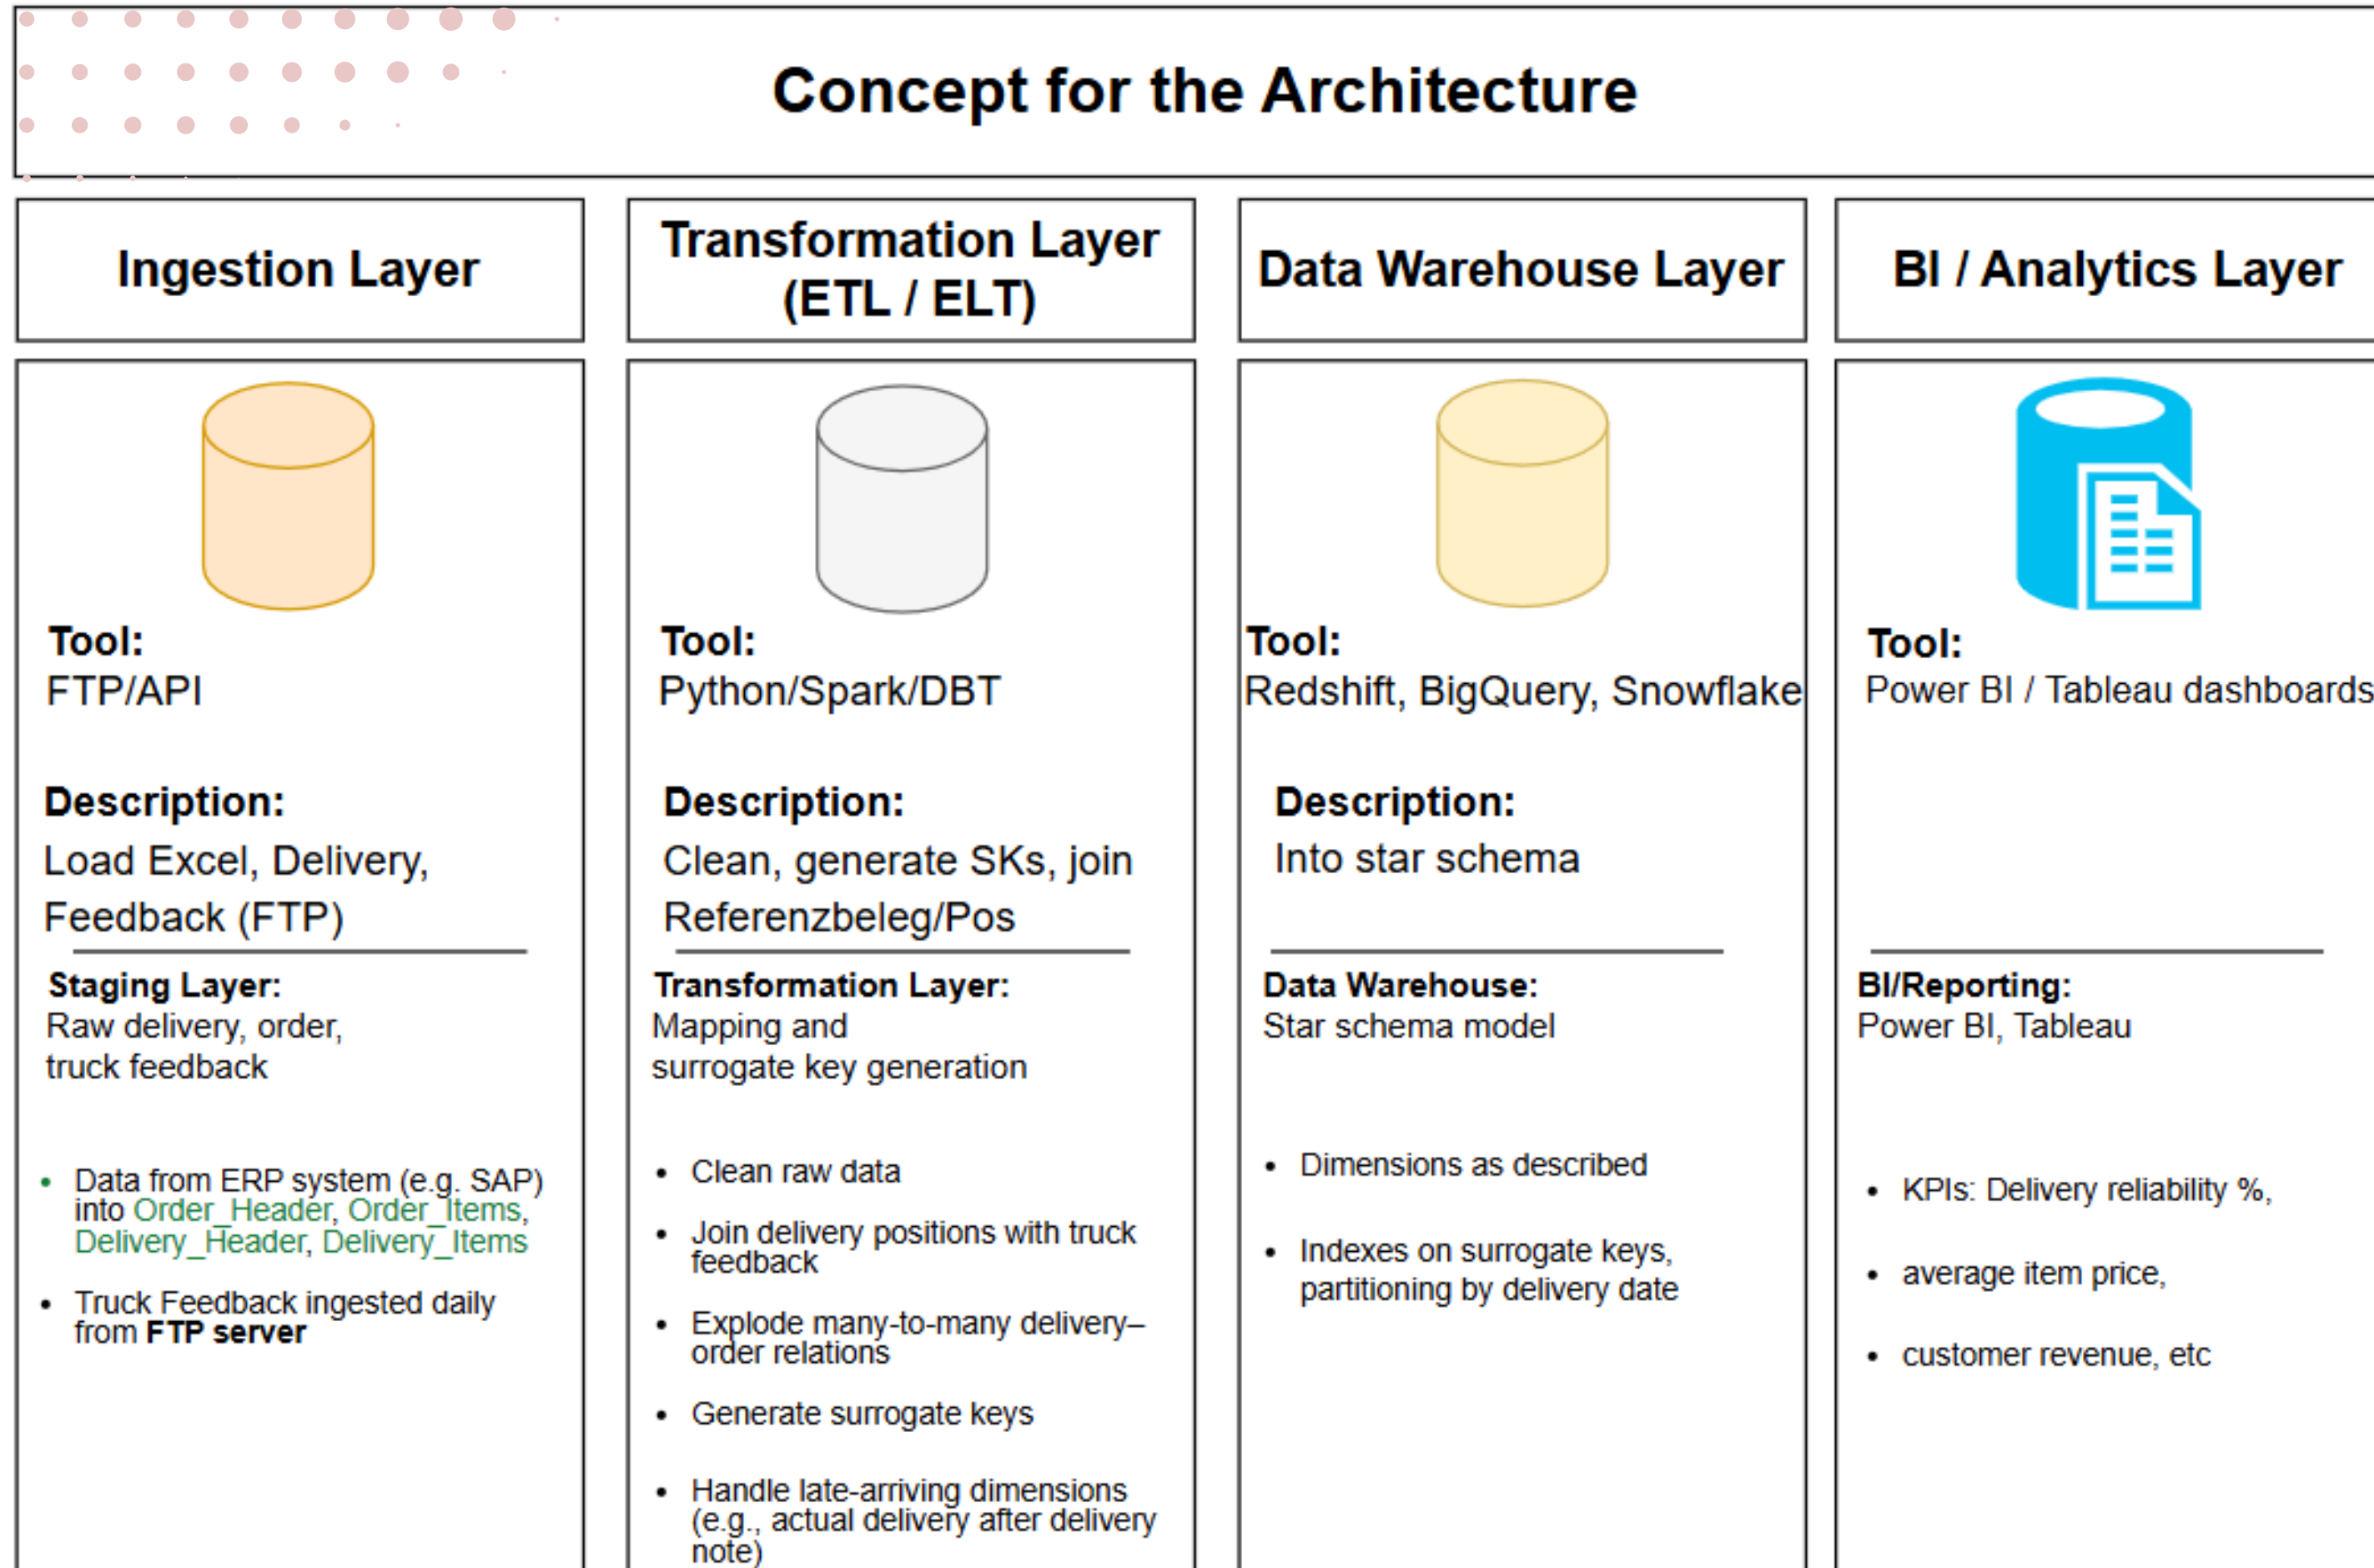 Concept for the Architecture
Ingestion Layer
Transformation Layer
(ETL / ELT)
Data Warehouse Layer
BI / Analytics Layer
Tool:
FTP/API
Description:
Load Excel, Delivery,
Feedback (FTP)
Staging Layer:
Raw delivery, order,
truck feedback
• Data from ERP system (e.g. SAP)
into Order_Header, Order_Items,
Delivery_Header, Delivery_Items
• Truck Feedback ingested daily
from FTP server
Tool:
Python/Spark/DBT
Description:
Clean, generate SKs, join
Referenzbeleg/Pos
Transformation Layer:
Mapping and
surrogate key generation
• Clean raw data
• Join delivery positions with truck
feedback
• Explode many-to-many delivery–
order relations
• Generate surrogate keys
• Handle late-arriving dimensions
(e.g., actual delivery after delivery
note)
Tool:
Redshift, BigQuery, Snowflake
Description:
Into star schema
Data Warehouse:
Star schema model
• Dimensions as described
• Indexes on surrogate keys,
partitioning by delivery date
Tool:
Power BI / Tableau dashboards
BI/Reporting:
Power BI, Tableau
• KPIs: Delivery reliability %,
• average item price,
• customer revenue, etc